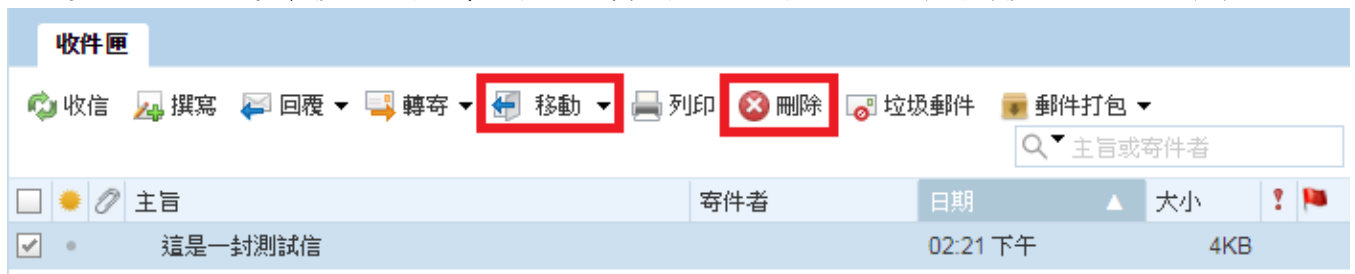 收件匣
收信 撰寫 回覆 轉寄 移動 列印 刪除 垃圾郵件 郵件打包
主旨或寄件者
主旨 寄件者 日期 大小
這是一封測試信 02:21 下午 4KB